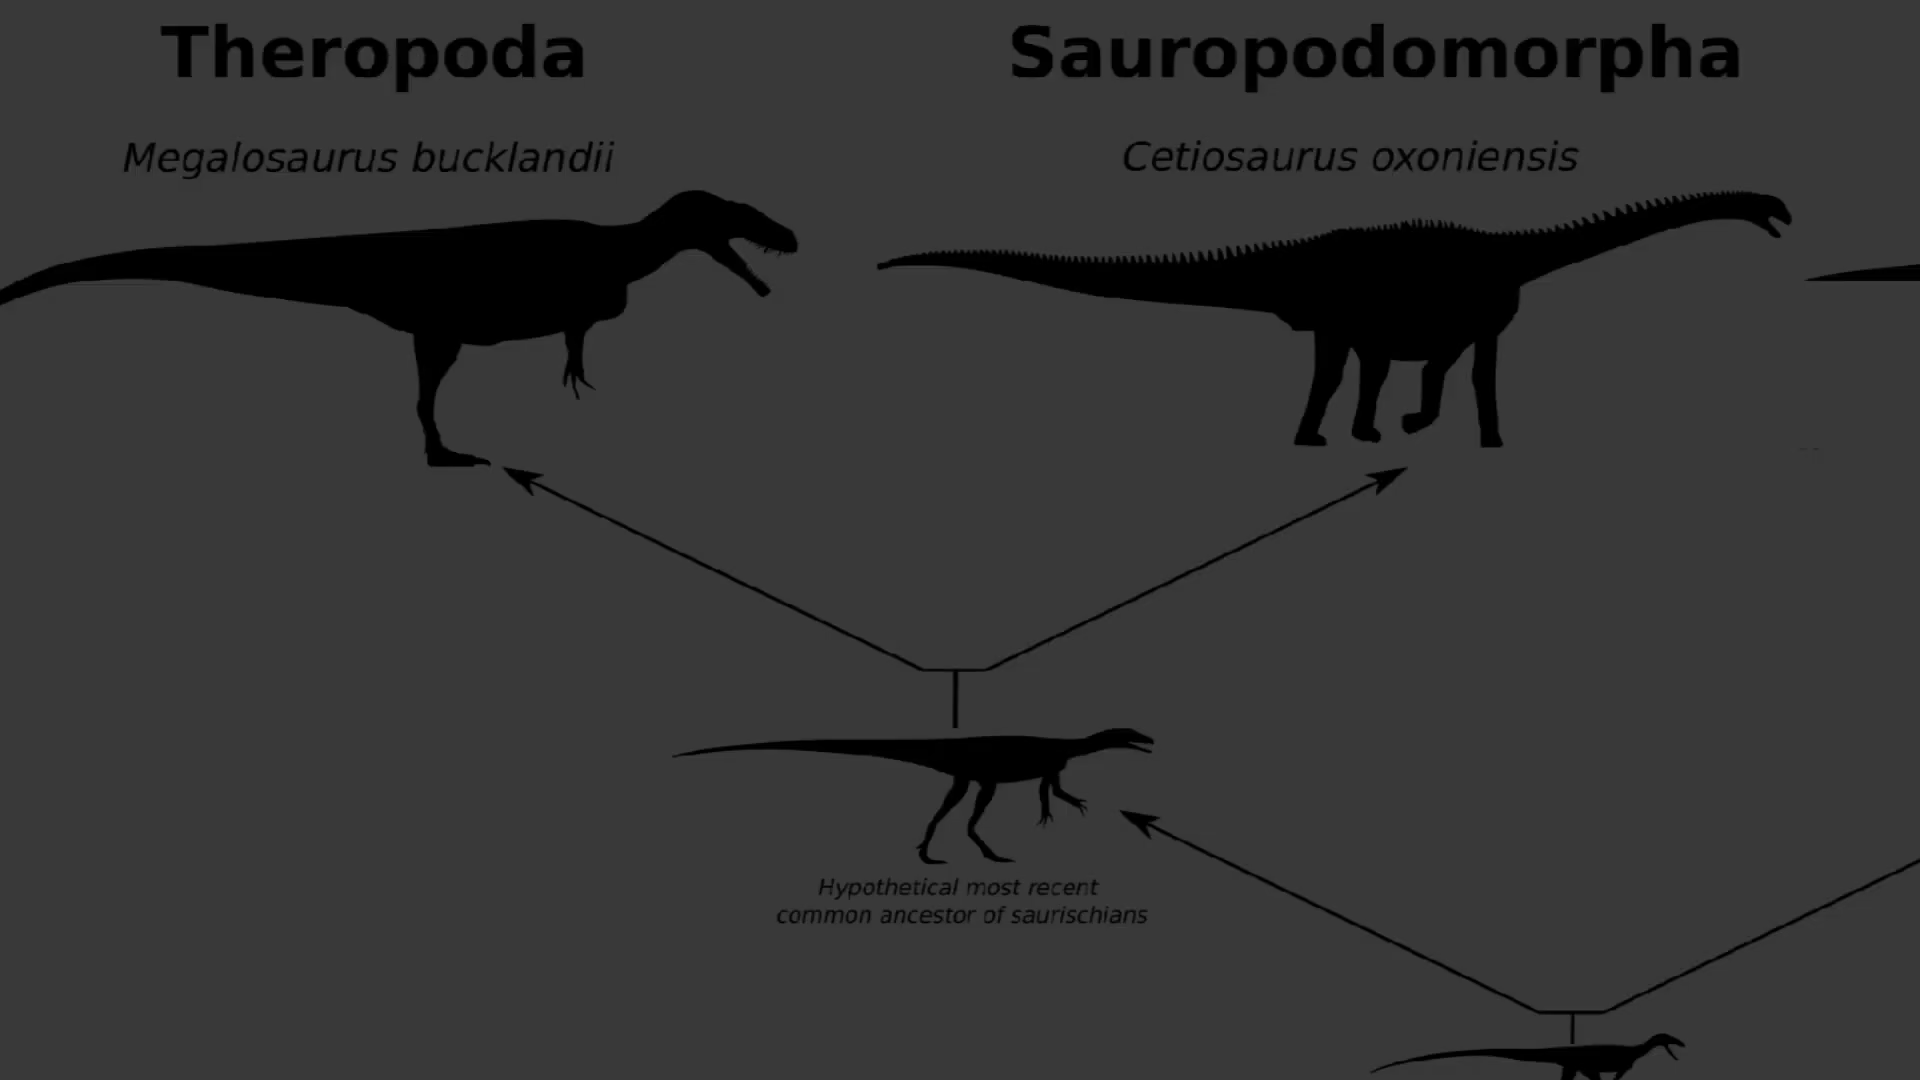 Theropoda
Sauropodomorpha
Megalosaurus bucklandii
Cetiosaurus oxoniensis
Hypothetical most recent
common ancestor of saurischians